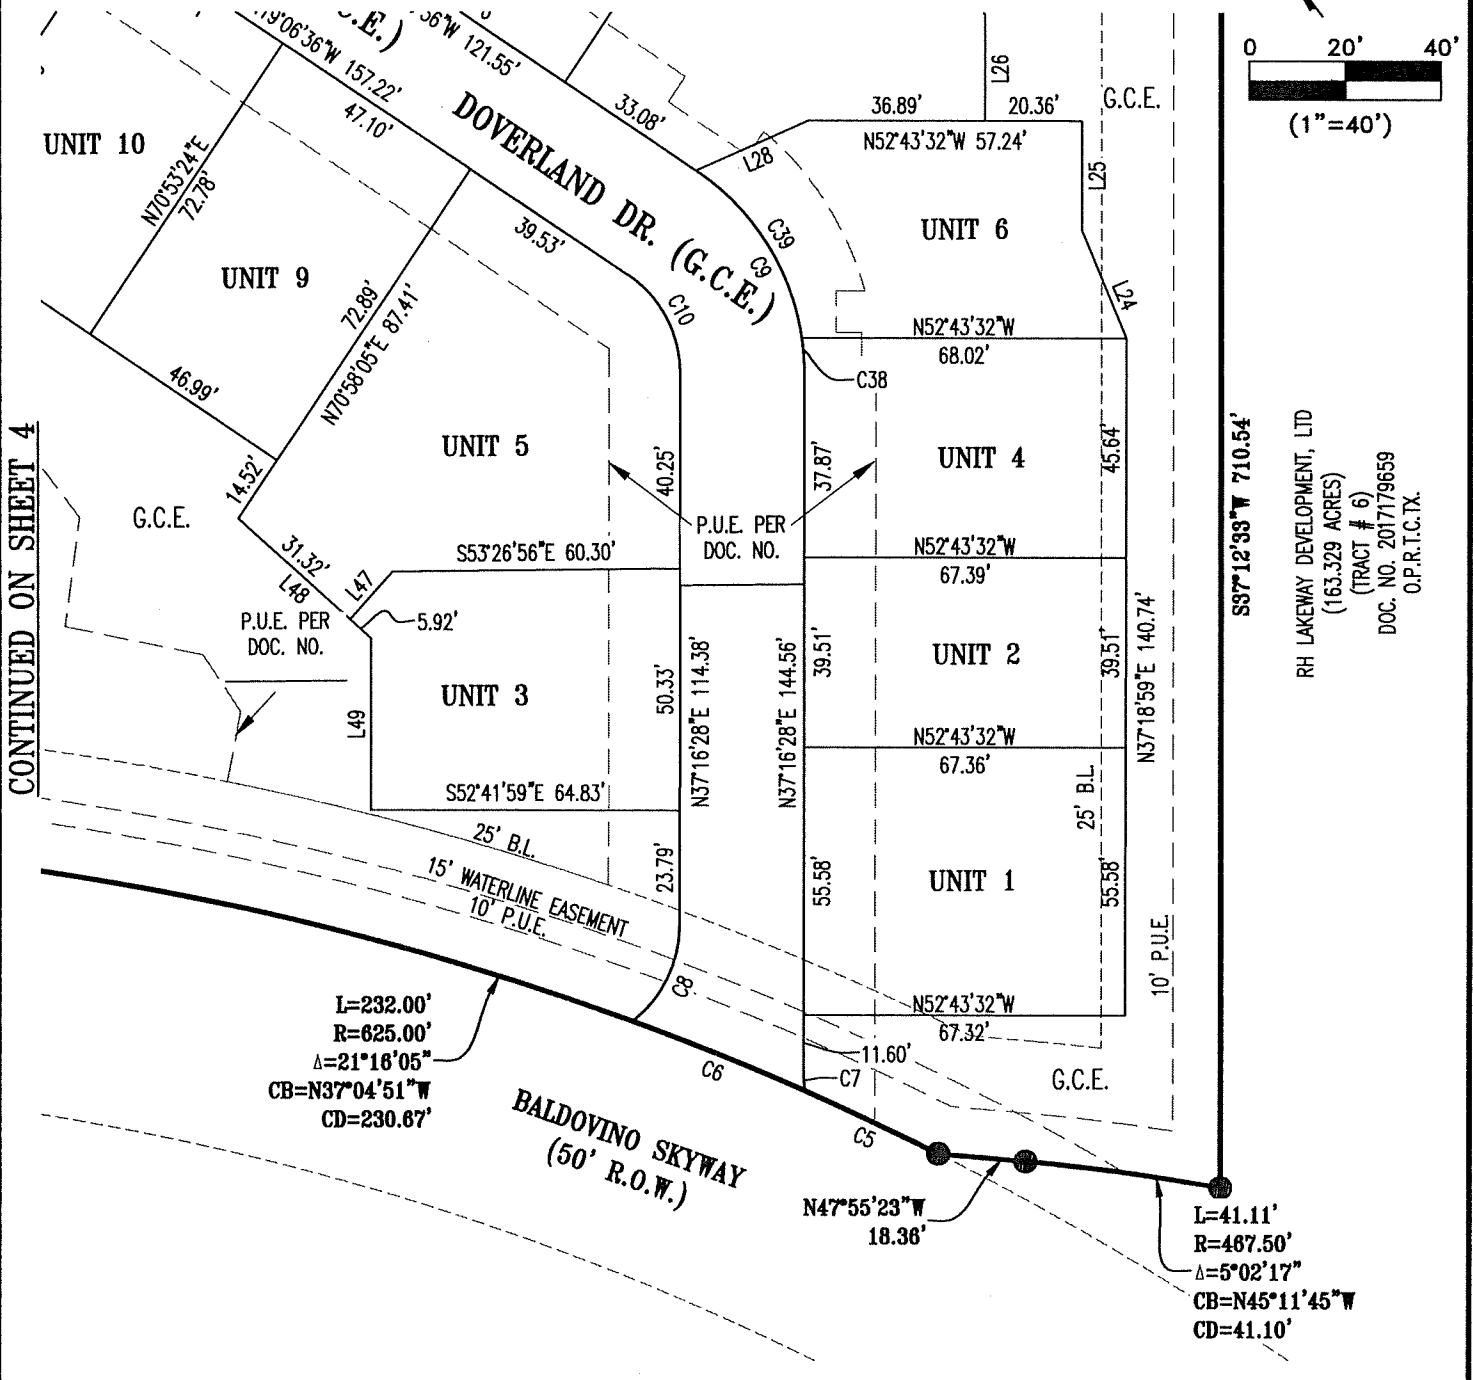 C.E.)
119°06'36"W 157.22'
36"W 121.55'
47.10'
33.08'
DOVERLAND DR. (G.C.E.)
UNIT 10
N70°53'24"E
72.78'
UNIT 9
39.53'
72.89'
N70°58'05"E 87.41'
46.99'
14.52'
C10
C9
C39
L28
36.89'
20.36'
N52°43'32"W 57.24'
L26
G.C.E.
L25
L24
UNIT 6
0 20' 40'
(1"=40')
N52°43'32"W
68.02'
C38
UNIT 5
40.25'
37.87'
UNIT 4
45.64'
S37°12'33"W 710.54'
RH LAKEWAY DEVELOPMENT, LTD
(163.329 ACRES)
(TRACT # 6)
DOC. NO. 2017179659
O.P.R.T.C.TX.
CONTINUED ON SHEET 4
G.C.E.
31.32'
L48
L47
S53°26'56"E 60.30'
P.U.E. PER
DOC. NO.
N52°43'32"W
67.39'
P.U.E. PER
DOC. NO.
5.92'
UNIT 3
L49
50.33'
N37°16'28"E 114.38'
N37°16'28"E 144.56'
39.51'
UNIT 2
39.51'
N37°18'59"E 140.74'
N52°43'32"W
67.36'
S52°41'59"E 64.83'
25' B.L.
25' B.L.
15' WATERLINE EASEMENT
10' P.U.E.
23.79'
55.58'
UNIT 1
55.58'
10' P.U.E.
C8
N52°43'32"W
67.32'
11.60'
C7
G.C.E.
L=232.00'
R=625.00'
Δ=21°16'05"
CB=N37°04'51"W
CD=230.67'
C6
C5
BALDOVINO SKYWAY
(50' R.O.W.)
N47°55'23"W
18.36'
L=41.11'
R=467.50'
Δ=5°02'17"
CB=N45°11'45"W
CD=41.10'